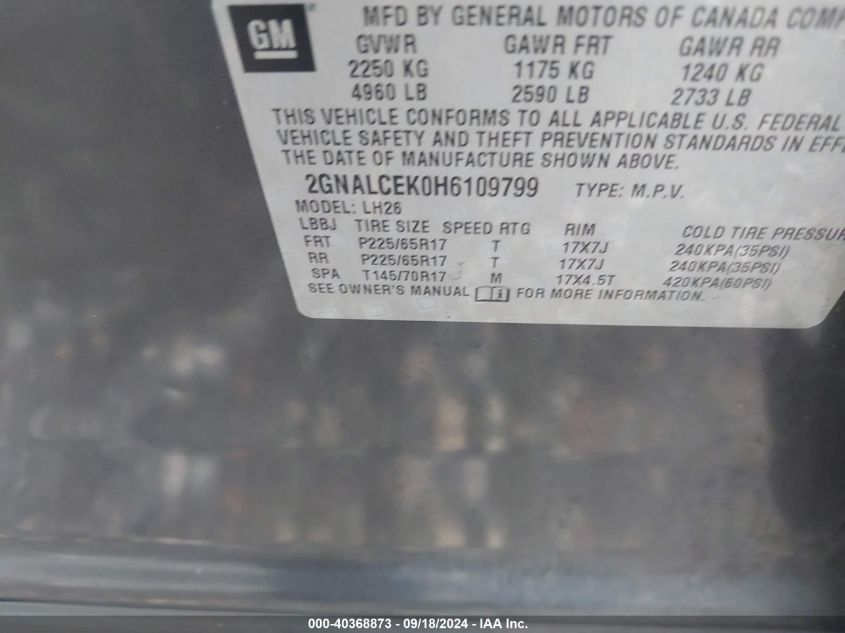 GM
MFD BY GENERAL MOTORS OF CANADA
GVWR GAWR FRT GAWR RR
2250 KG 1175 KG 1240 KG
4960 LB 2590 LB 2733 LB
THIS VEHICLE CONFORMS TO ALL APPLICABLE U.S. FEDERAL
VEHICLE SAFETY AND THEFT PREVENTION STANDARDS IN
THE DATE OF MANUFACTURE SHOWN ABOVE.
2GNALCEK0H6109799 TYPE: M.P.V.
MODEL: LH26
LBBJ TIRE SIZE SPEED RTG RIM COLD TIRE PRESSUR
FRT P225/65R17 T 17X7J 240KPA(35PSI)
RR P225/65R17 T 17X7J 240KPA(35PSI)
SPA T145/70R17 M 17X4.5T 420KPA(60PSI)
SEE OWNER'S MANUAL FOR MORE INFORMATION.
000-40368873 / 09/18/2024 - IAA Inc.